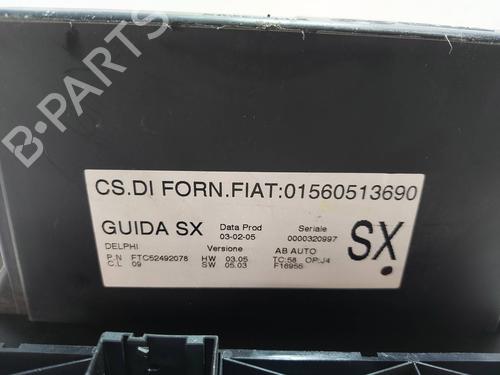 CS.DI FORN.FIAT:01560513690
GUIDA SX Data Prod Seriale SX.
03-02-05 0000320997
DELPHI Versione AB AUTO
P.N FTC52492078 HW 03.05 TC:58 OP:J4
C.L 09 SW 05.03 F16955
B-PARTS